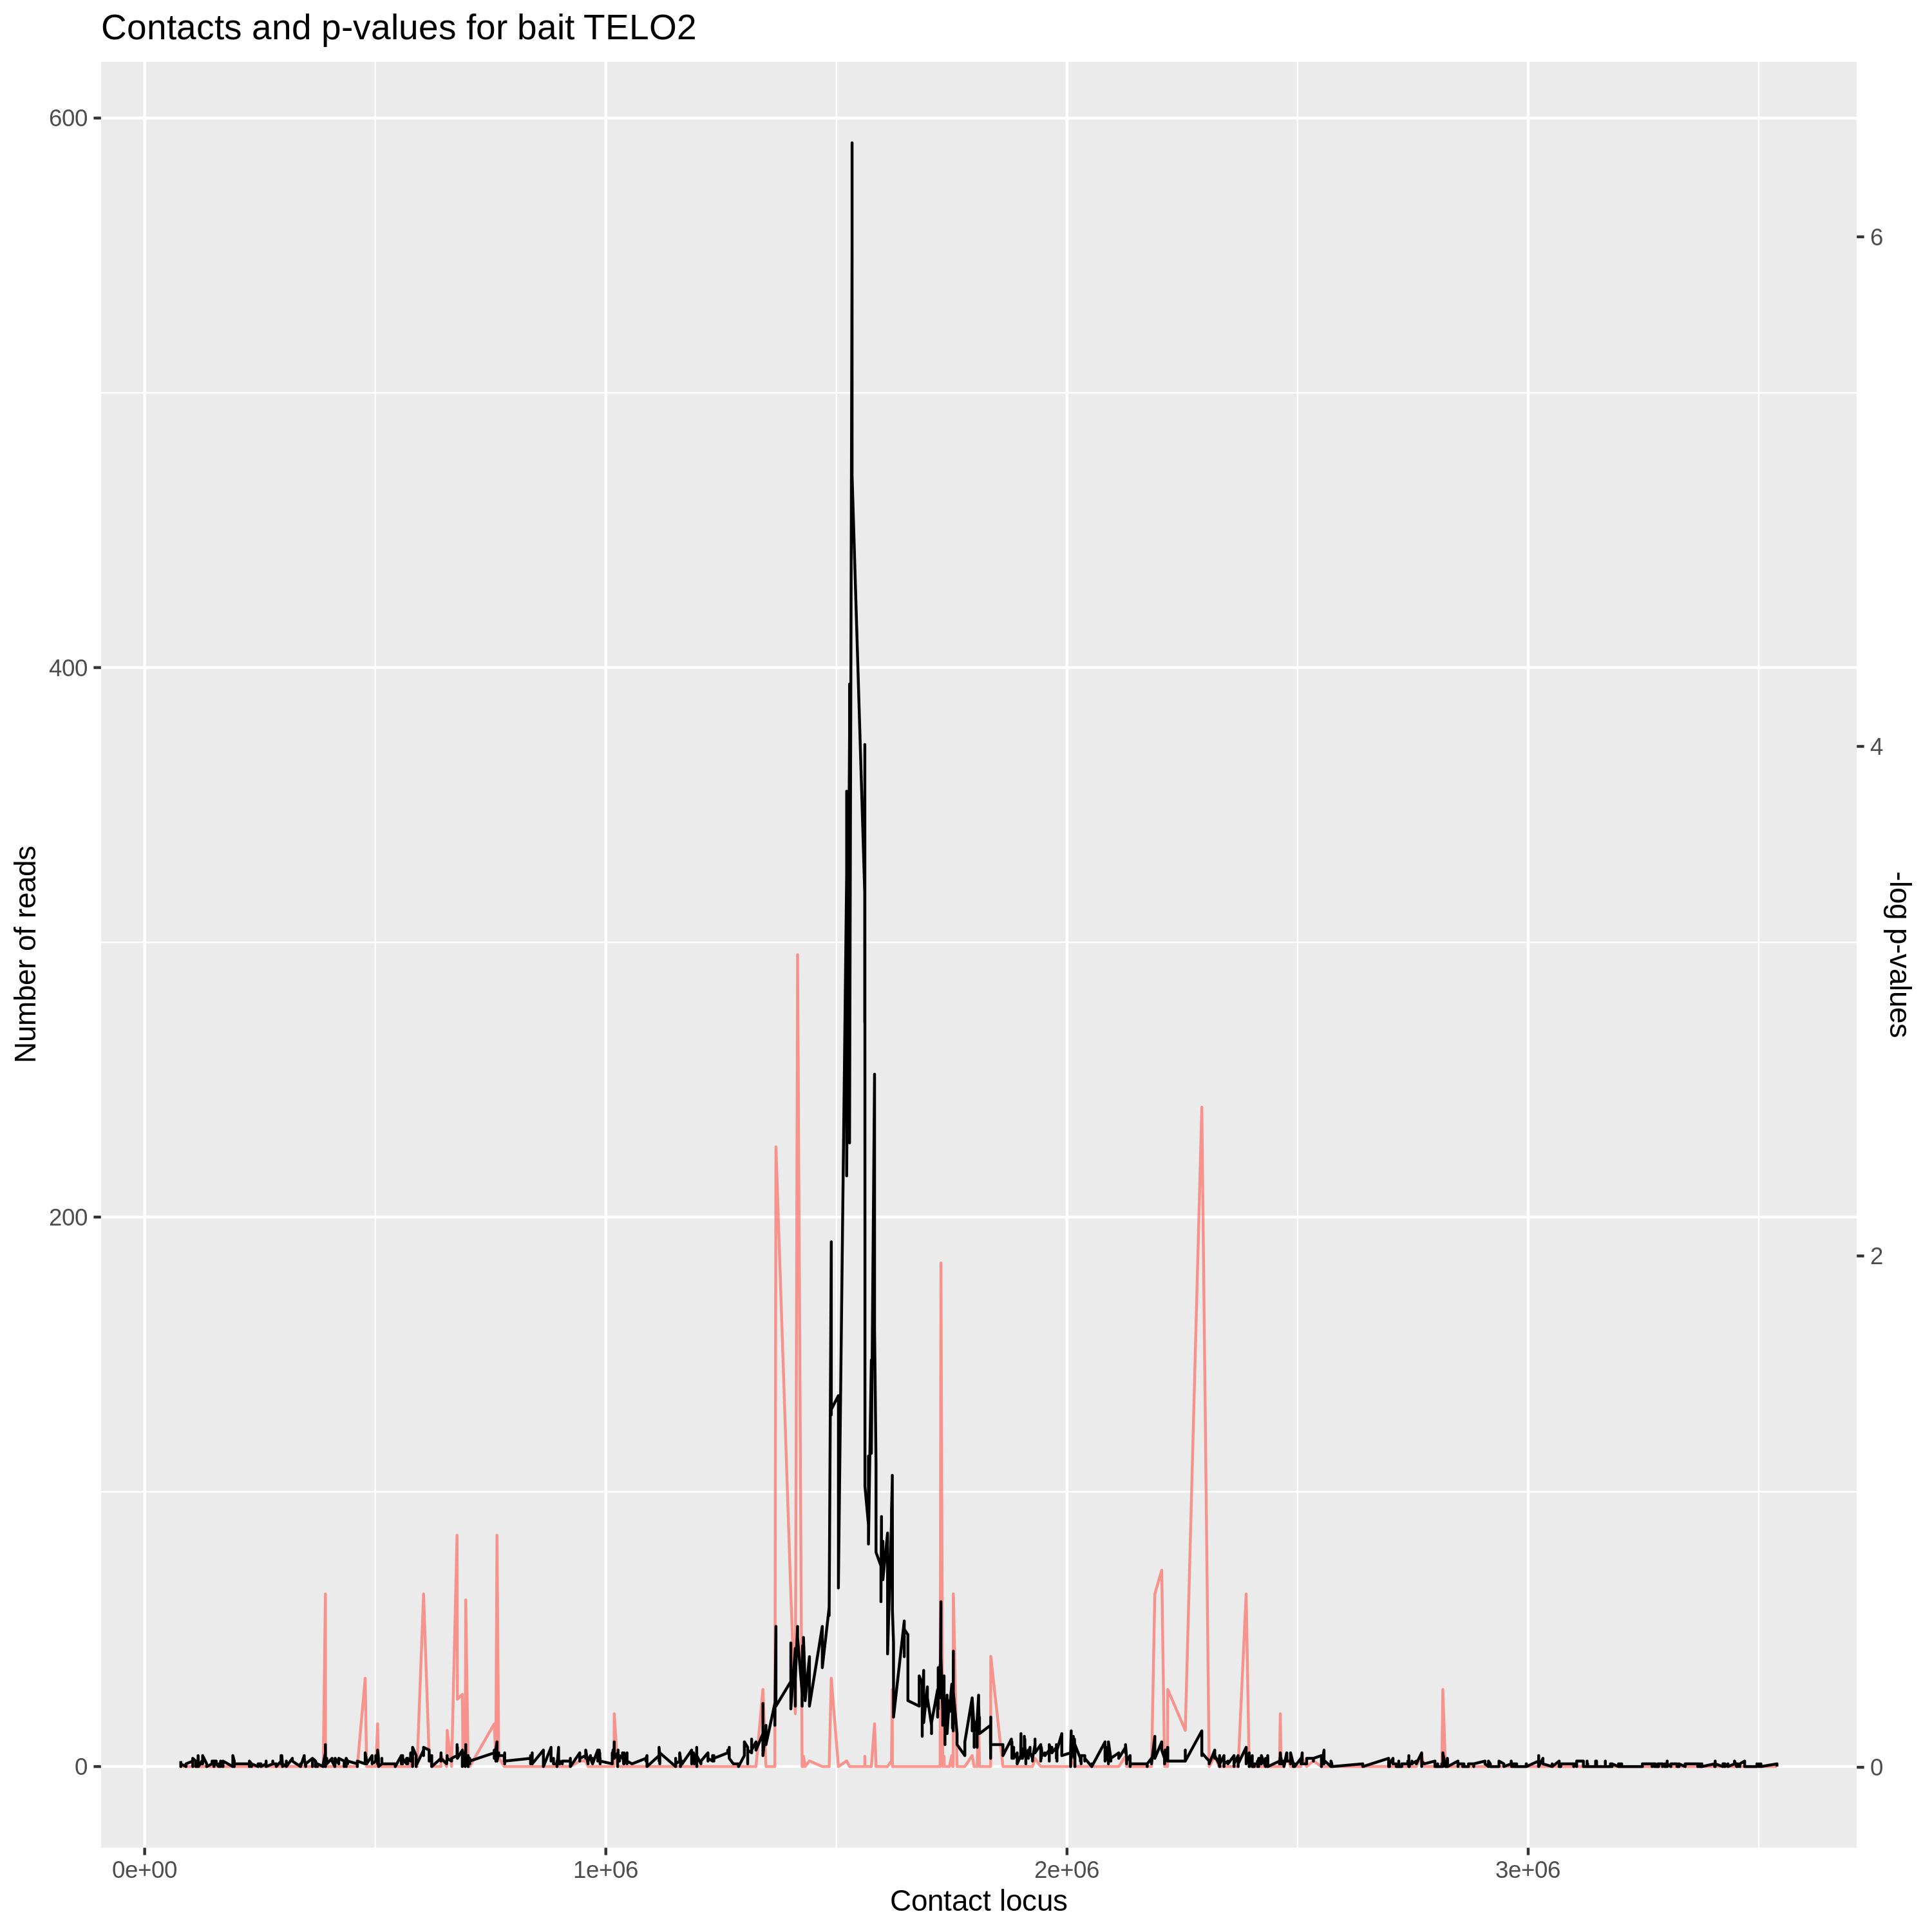 Contacts and p-values for bait TELO2
600
400
200
0
Number of reads
6
4
2
0
-log p-values
0e+00
1e+06
2e+06
3e+06
Contact locus